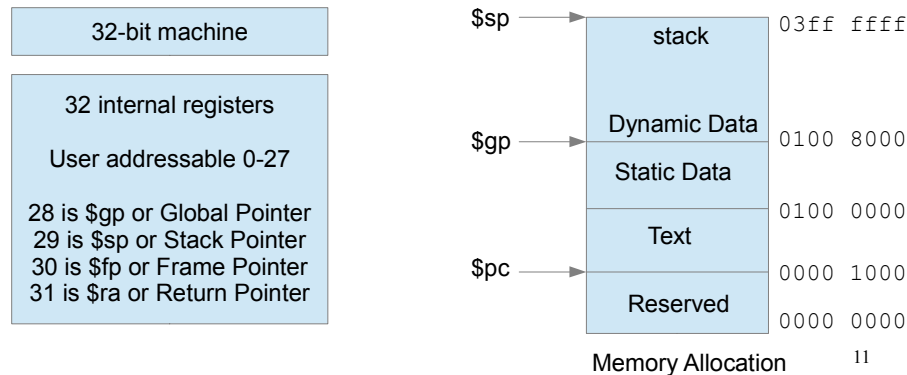 32-bit machine
32 internal registers
User addressable 0-27
28 is $gp or Global Pointer
29 is $sp or Stack Pointer
30 is $fp or Frame Pointer
31 is $ra or Return Pointer
$sp
stack
03ff ffff
Dynamic Data
$gp
0100 8000
Static Data
0100 0000
Text
$pc
0000 1000
Reserved
0000 0000
Memory Allocation
11